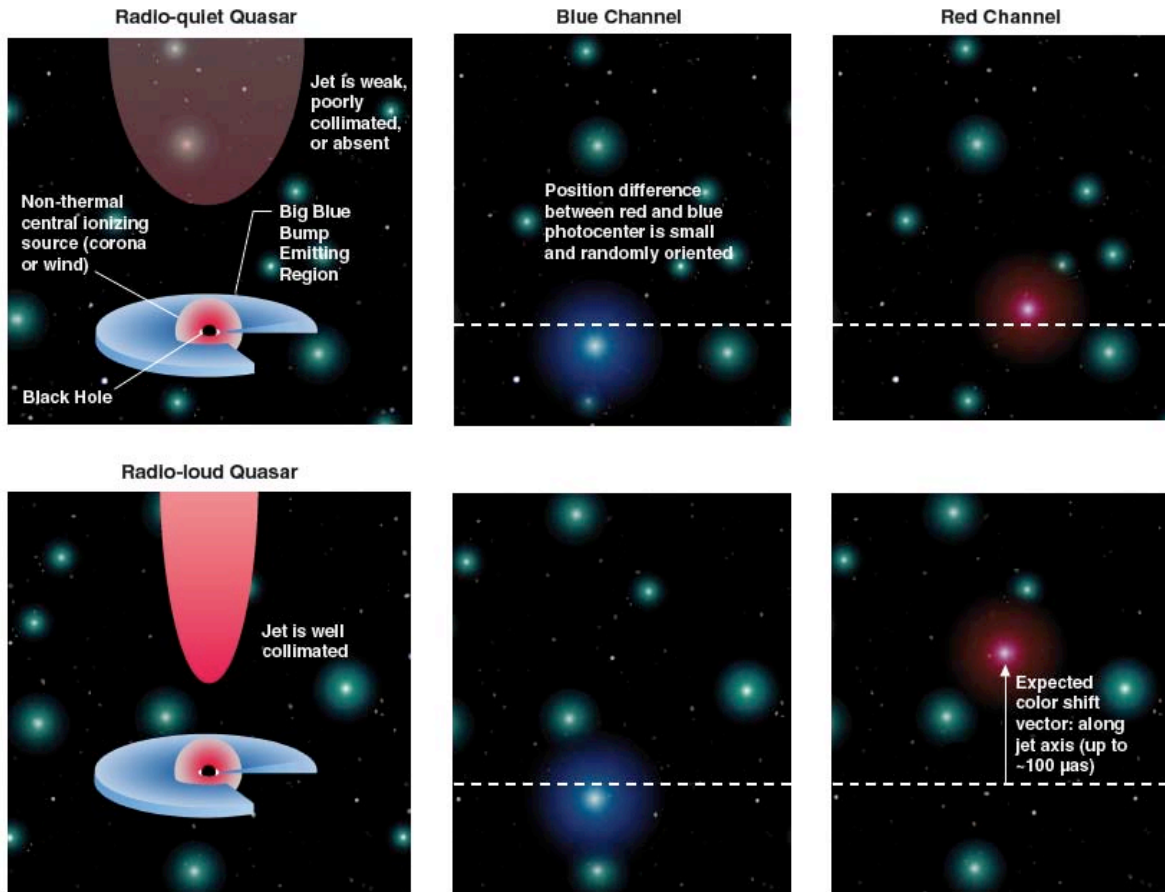 Radio-quiet Quasar
Blue Channel
Red Channel
Jet is weak,
poorly
collimated,
or absent
Non-thermal
central ionizing
source (corona
or wind)
Big Blue
Bump
Emitting
Region
Black Hole
Position difference
between red and blue
photocenter is small
and randomly oriented
Radio-loud Quasar
Jet is well
collimated
Expected
color shift
vector: along
jet axis (up to
~100 µas)